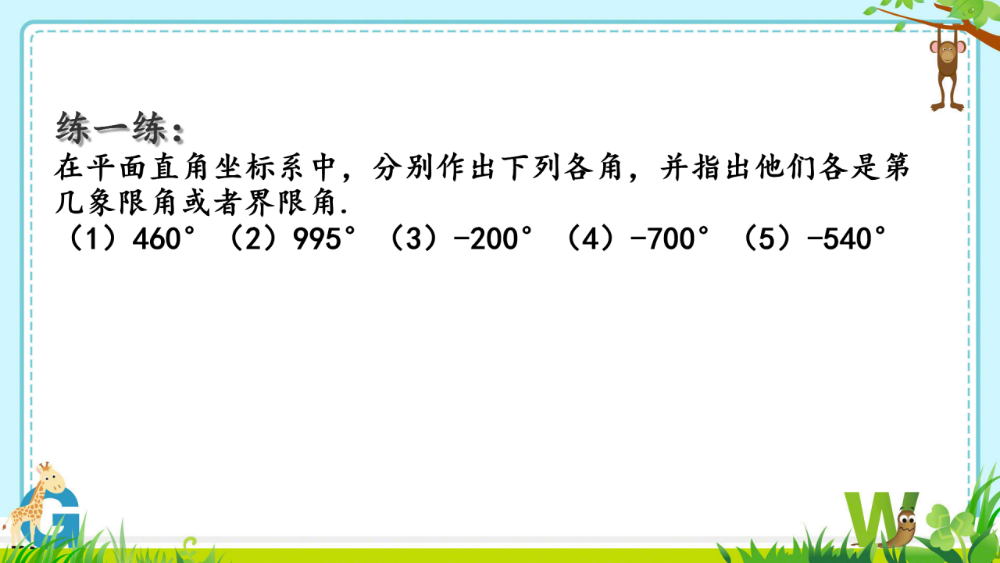 练一练：
在平面直角坐标系中，分别作出下列各角，并指出他们各是第
几象限角或者界限角.
（1）460°（2）995°（3）-200°（4）-700°（5）-540°
G
W